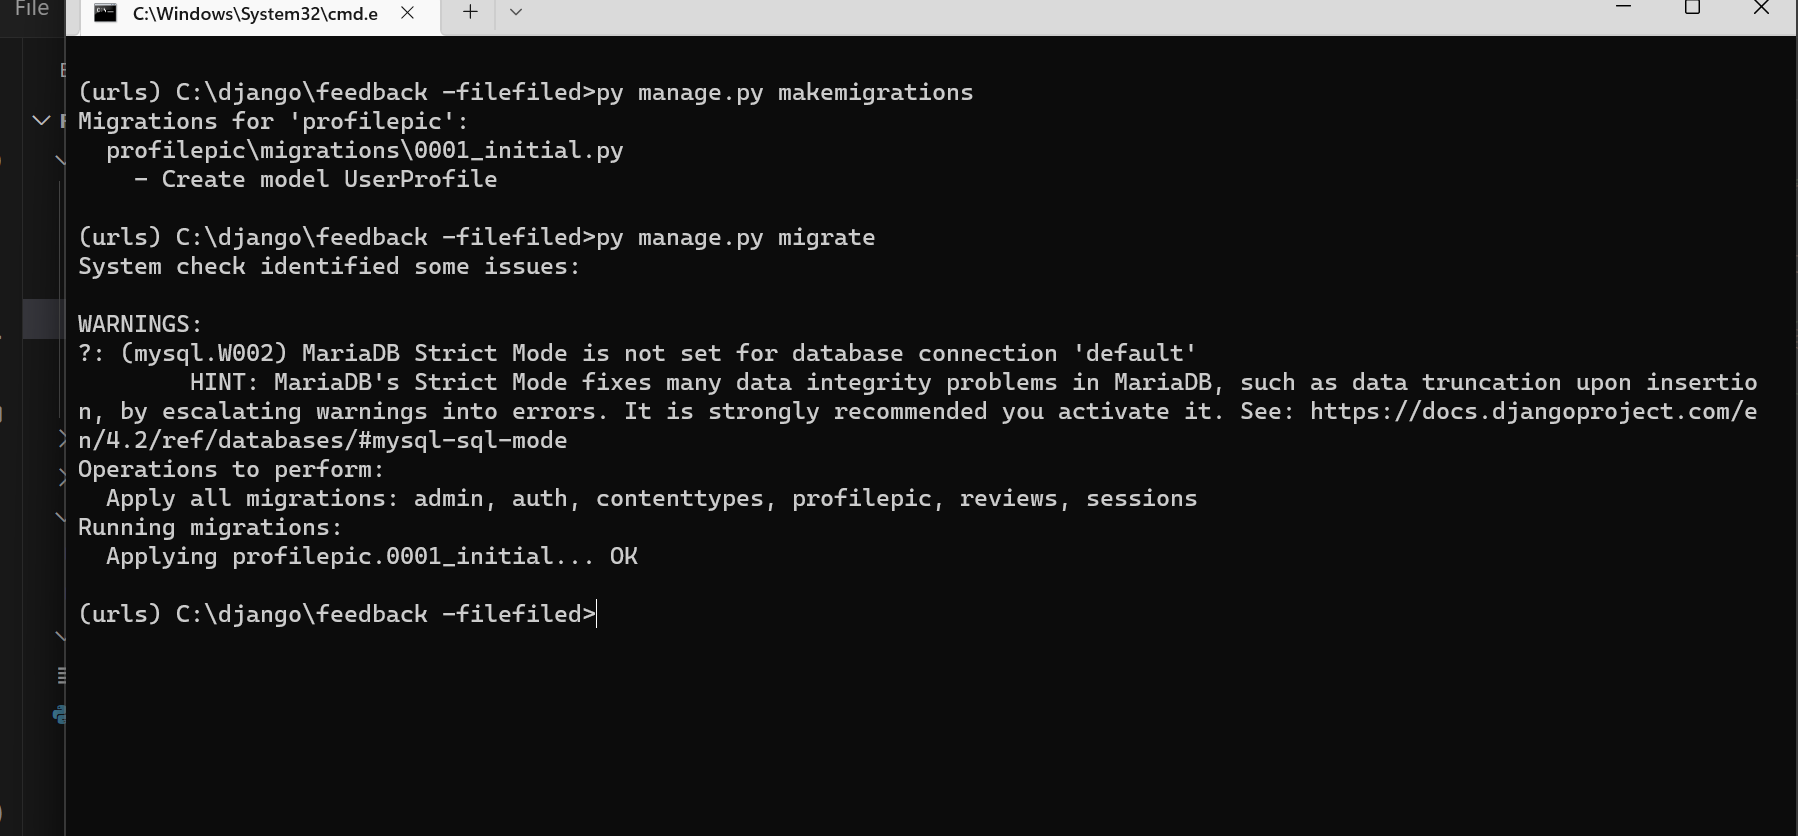 File
C:\Windows\System32\cmd.e
(urls) C:\django\feedback -filefiled>py manage.py makemigrations
Migrations for 'profilepic':
  profilepic\migrations\0001_initial.py
    - Create model UserProfile
(urls) C:\django\feedback -filefiled>py manage.py migrate
System check identified some issues:
WARNINGS:
?: (mysql.W002) MariaDB Strict Mode is not set for database connection 'default'
        HINT: MariaDB's Strict Mode fixes many data integrity problems in MariaDB, such as data truncation upon insertio
n, by escalating warnings into errors. It is strongly recommended you activate it. See: https://docs.djangoproject.com/e
n/4.2/ref/databases/#mysql-sql-mode
Operations to perform:
  Apply all migrations: admin, auth, contenttypes, profilepic, reviews, sessions
Running migrations:
  Applying profilepic.0001_initial... OK
(urls) C:\django\feedback -filefiled>